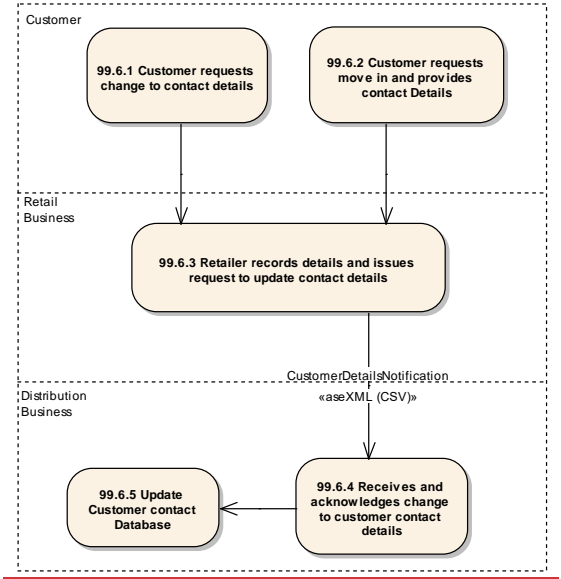 Customer
99.6.1 Customer requests
change to contact details
99.6.2 Customer requests
move in and provides
contact Details
Retail
Business
99.6.3 Retailer records details and issues
request to update contact details
CustomerDetailsNotification
«aseXML (CSV)»
Distribution
Business
99.6.5 Update
Customer contact
Database
99.6.4 Receives and
acknowledges change
to customer contact
details